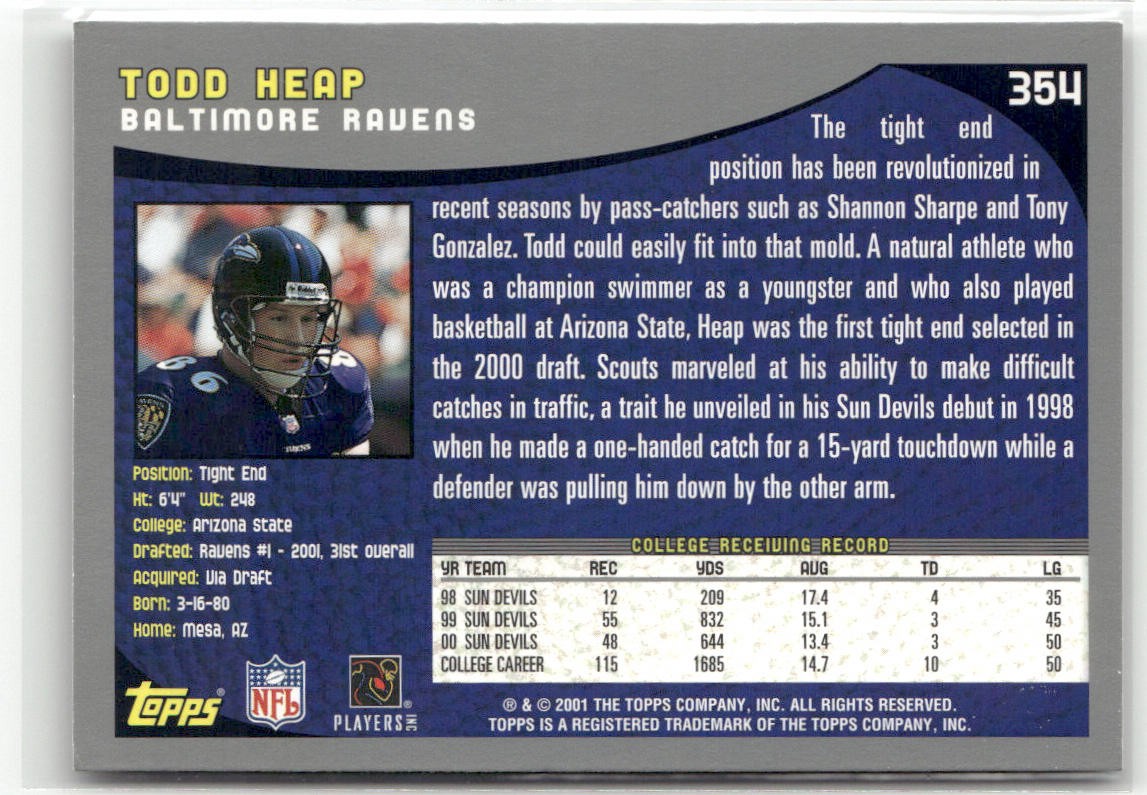 TODD HEAP
BALTIMORE RAVENS
354
The tight end
position has been revolutionized in
recent seasons by pass-catchers such as Shannon Sharpe and Tony
Gonzalez. Todd could easily fit into that mold. A natural athlete who
was a champion swimmer as a youngster and who also played
basketball at Arizona State, Heap was the first tight end selected in
the 2000 draft. Scouts marveled at his ability to make difficult
catches in traffic, a trait he unveiled in his Sun Devils debut in 1998
when he made a one-handed catch for a 15-yard touchdown while a
defender was pulling him down by the other arm.
Riddell
86
8
Position: Tight End
Ht: 6'4" Wt: 248
College: Arizona State
Drafted: Ravens #1 - 2001, 31st overall
Acquired: Via Draft
Born: 3-16-80
Home: Mesa, AZ
COLLEGE RECEIVING RECORD
YR TEAM REC YDS AVG TD LG
98 SUN DEVILS 12 209 17.4 4 35
99 SUN DEVILS 55 832 15.1 3 45
00 SUN DEVILS 48 644 13.4 3 50
COLLEGE CAREER 115 1685 14.7 10 50
Topps®
NFL
PLAYERS INC ®
® & © 2001 THE TOPPS COMPANY, INC. ALL RIGHTS RESERVED.
TOPPS IS A REGISTERED TRADEMARK OF THE TOPPS COMPANY, INC.